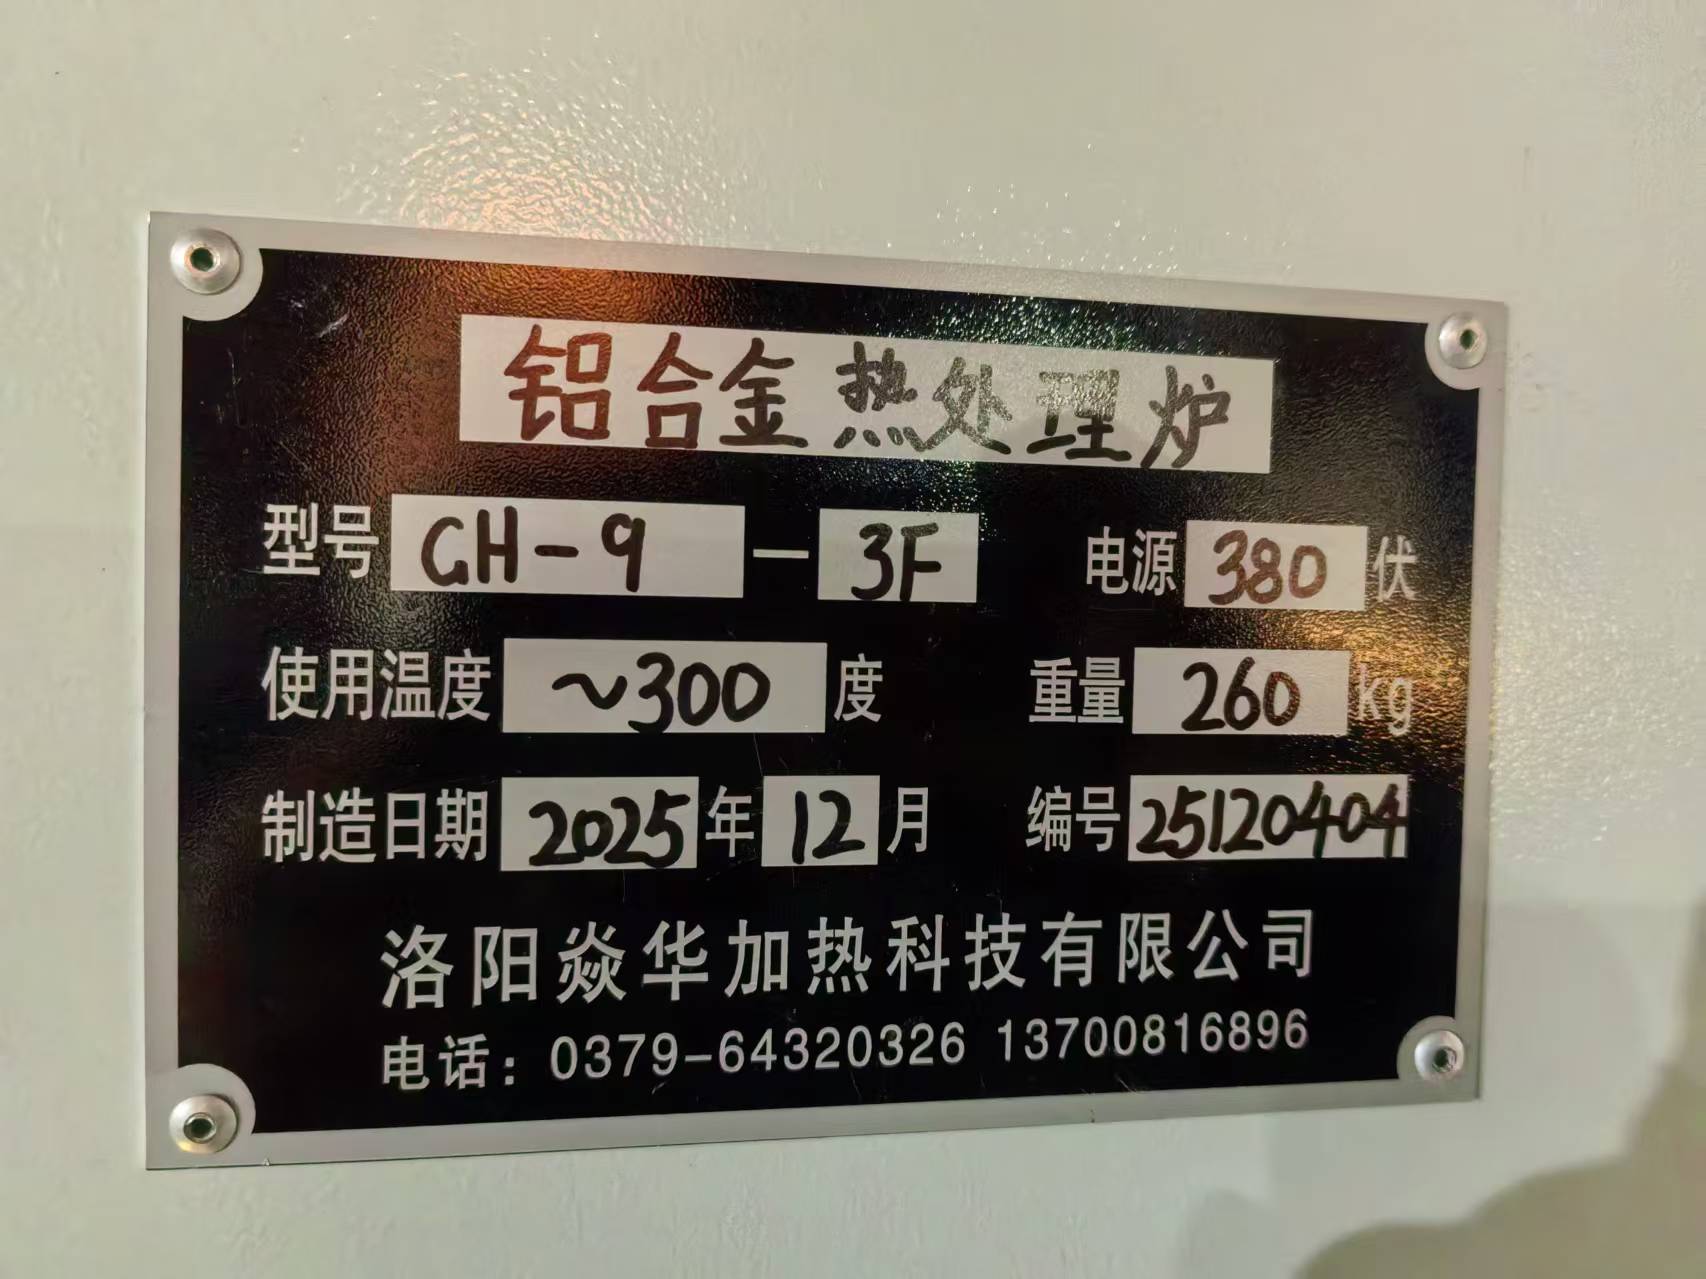 铝合金热处理炉
型号 GH-9 — 3F 电源 380 伏
使用温度 ~300 度 重量 260 kg
制造日期 2025 年 12 月 编号 25120404
洛阳焱华加热科技有限公司
电话：0379-64320326 13700816896